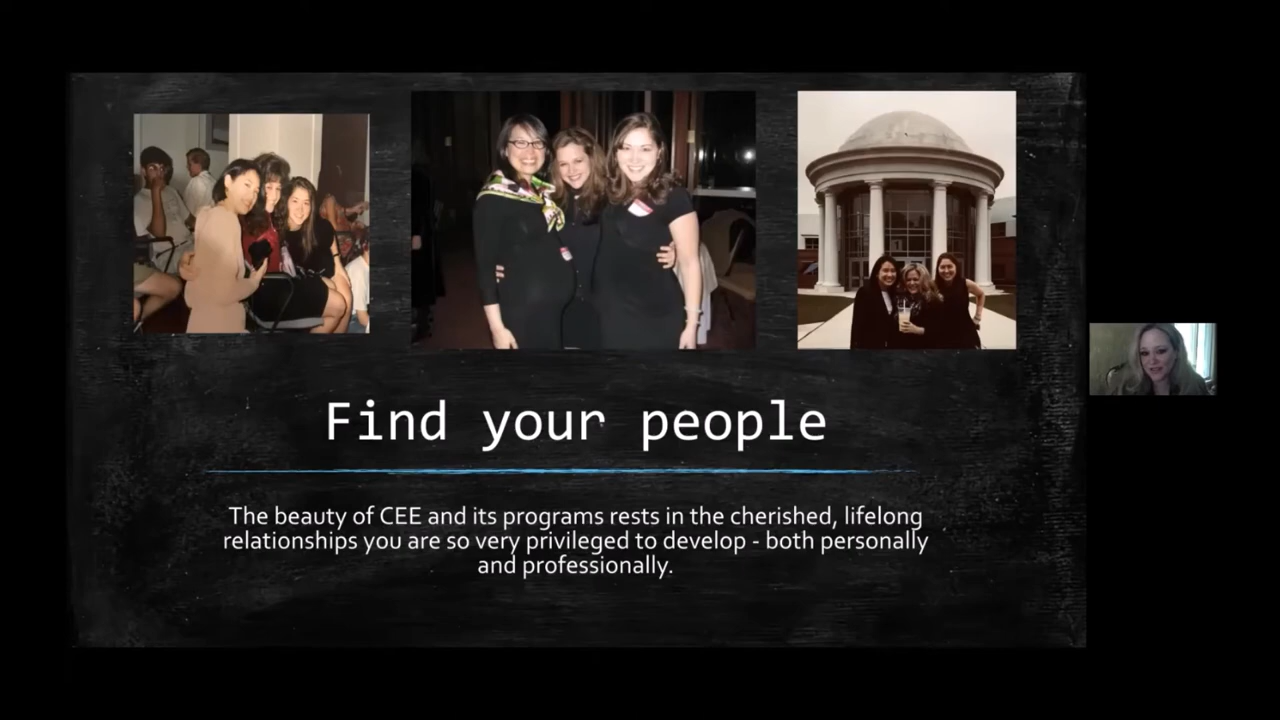 Find your people
The beauty of CEE and its programs rests in the cherished, lifelong
relationships you are so very privileged to develop - both personally
and professionally.